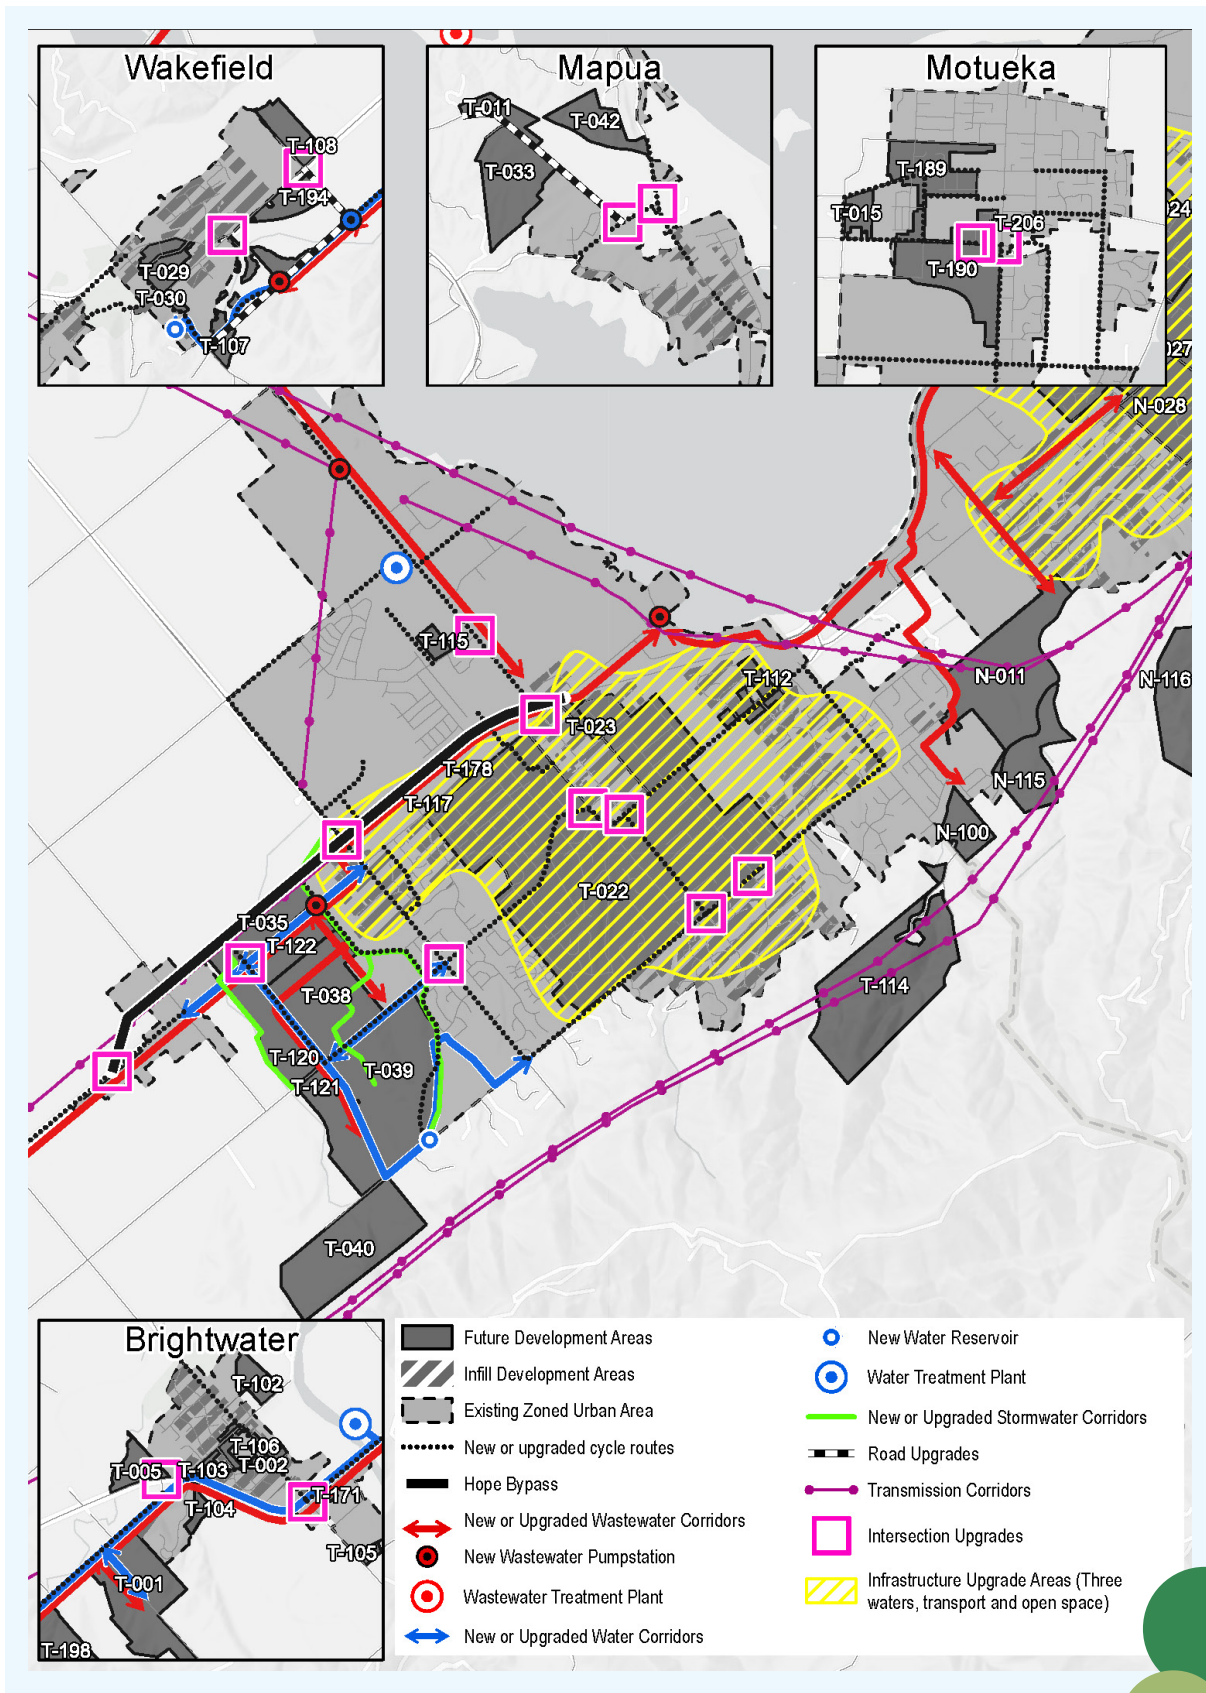 Wakefield
T-108
T-194
T-029
T-030
T-107
Mapua
T-011
T-042
T-033
Motueka
T-189
T-015
T-206
T-190
N-028
T-115
T-112
T-023
N-011
N-116
T-178
T-117
N-115
N-100
T-022
T-035
T-122
T-038
T-114
T-120
T-039
T-121
T-040
Brightwater
T-102
T-106
T-002
T-005
T-103
T-171
T-104
T-105
T-001
T-198
Future Development Areas
Infill Development Areas
Existing Zoned Urban Area
New or upgraded cycle routes
Hope Bypass
New or Upgraded Wastewater Corridors
New Wastewater Pumpstation
Wastewater Treatment Plant
New or Upgraded Water Corridors
New Water Reservoir
Water Treatment Plant
New or Upgraded Stormwater Corridors
Road Upgrades
Transmission Corridors
Intersection Upgrades
Infrastructure Upgrade Areas (Three
waters, transport and open space)